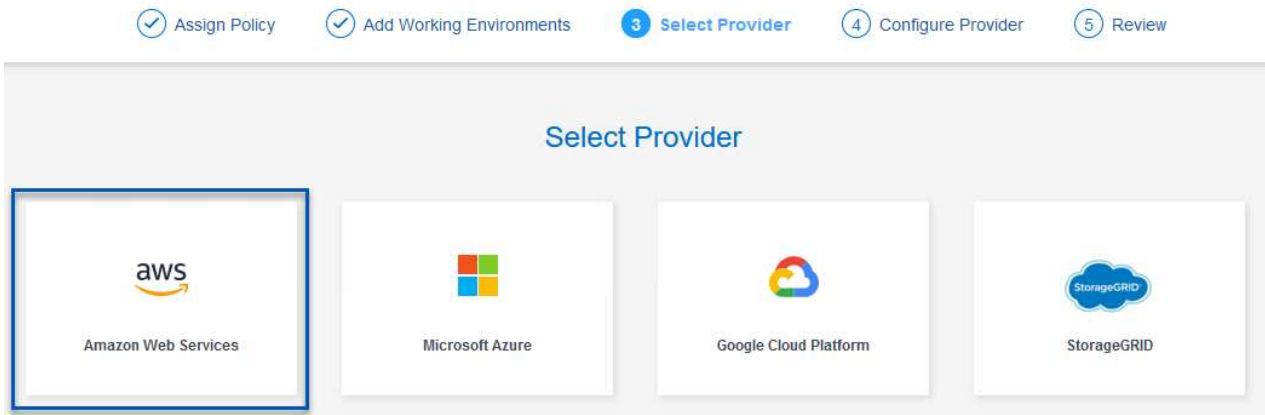 Assign Policy Add Working Environments 3 Select Provider 4 Configure Provider 5 Review
Select Provider
aws StorageGRID
Amazon Web Services Microsoft Azure Google Cloud Platform StorageGRID